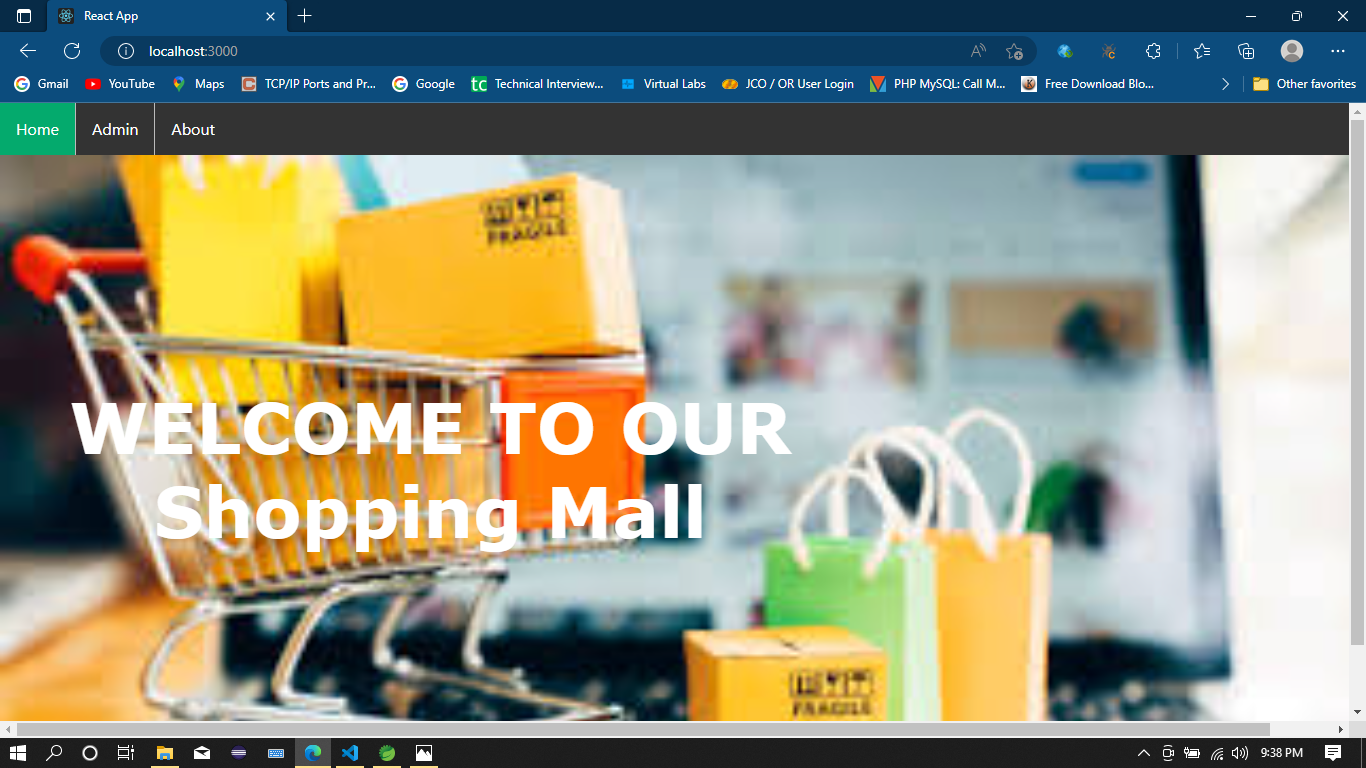 React App
localhost:3000
Gmail YouTube Maps TCP/IP Ports and Pr... Google Technical Interview... Virtual Labs JCO / OR User Login PHP MySQL: Call M... Free Download Blo... Other favorites
Home Admin About
FRAGILE
WELCOME TO OUR
Shopping Mall
FRAGILE
9:38 PM